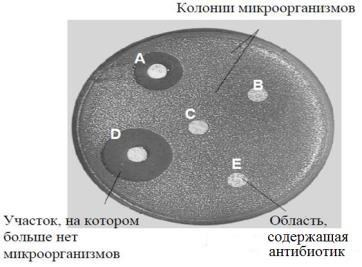 Колонии микроорганизмов
A
B
C
D
E
Участок, на котором
больше нет
микроорганизмов
Область,
содержащая
антибиотик